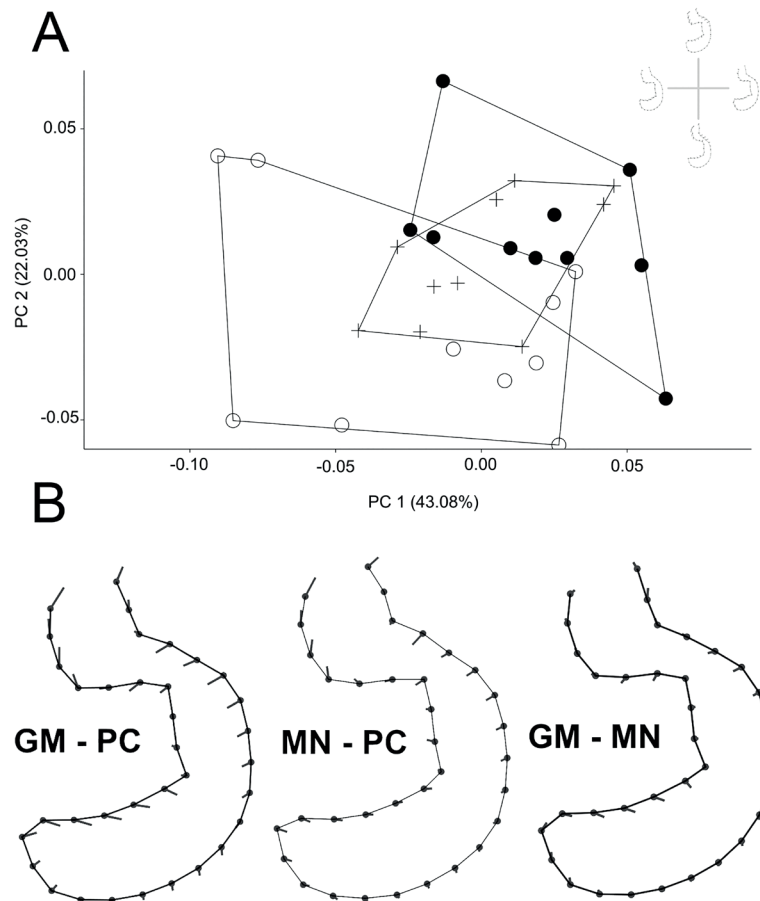 A
0.05
0.00
-0.05
PC 2 (22.03%)
-0.10
-0.05
0.00
0.05
PC 1 (43.08%)
B
GM - PC
MN - PC
GM - MN